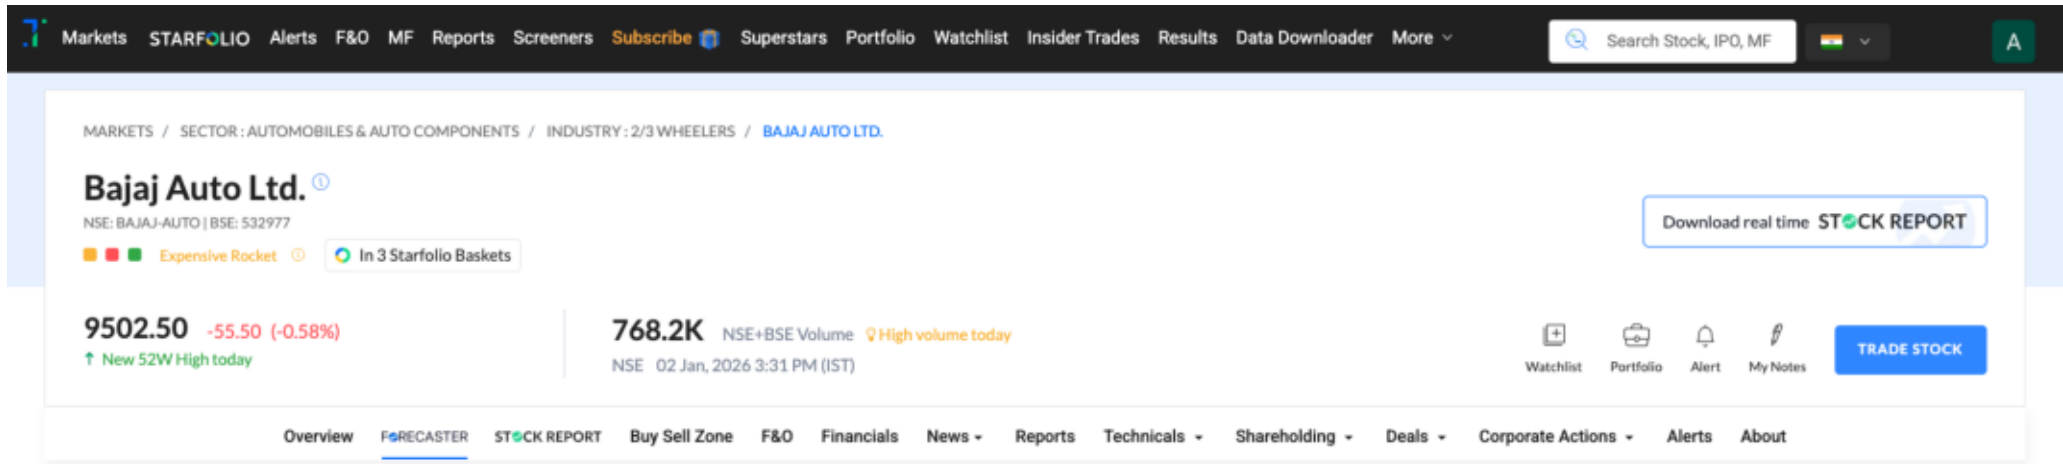 Markets STARFOLIO Alerts F&O MF Reports Screeners Subscribe Superstars Portfolio Watchlist Insider Trades Results Data Downloader More Search Stock, IPO, MF A
MARKETS / SECTOR : AUTOMOBILES & AUTO COMPONENTS / INDUSTRY : 2/3 WHEELERS / BAJAJ AUTO LTD.
Bajaj Auto Ltd.
NSE: BAJAJ-AUTO | BSE: 532977
Download real time STOCK REPORT
Expensive Rocket In 3 Starfolio Baskets
9502.50 -55.50 (-0.58%) 768.2K NSE+BSE Volume High volume today
New 52W High today NSE 02 Jan, 2026 3:31 PM (IST)
Watchlist Portfolio Alert My Notes TRADE STOCK
Overview FORECASTER STOCK REPORT Buy Sell Zone F&O Financials News Reports Technicals Shareholding Deals Corporate Actions Alerts About